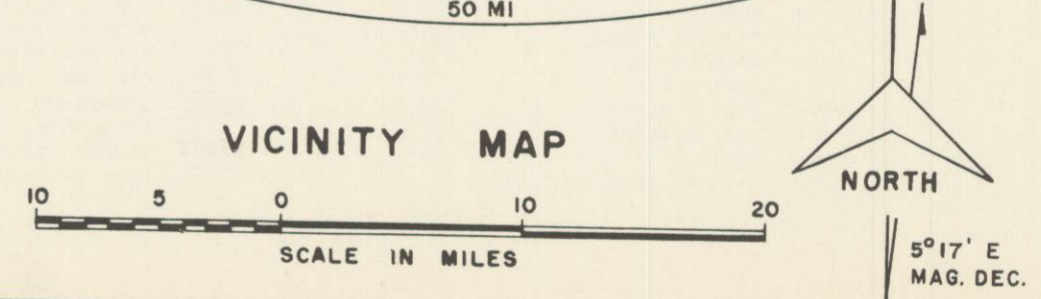 50 MI
VICINITY MAP
10 5 0 10 20
SCALE IN MILES
NORTH
5°17' E
MAG. DEC.